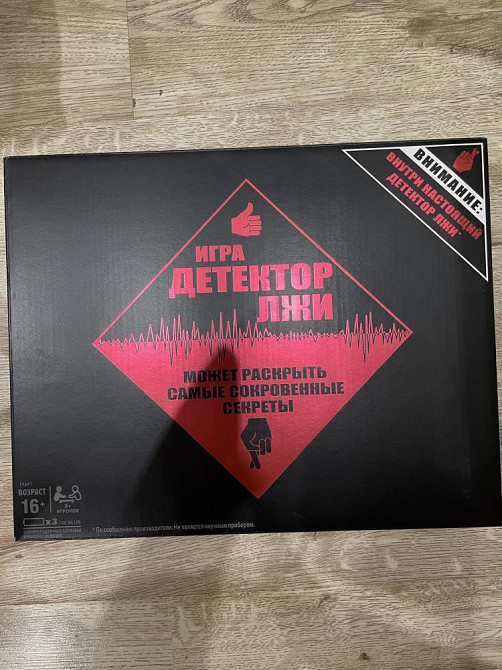 ВНИМАНИЕ:
ВНУТРИ НАСТОЯЩИЙ
ДЕТЕКТОР ЛЖИ*
ИГРА
ДЕТЕКТОР
ЛЖИ
МОЖЕТ РАСКРЫТЬ
САМЫЕ СОКРОВЕННЫЕ
СЕКРЕТЫ
ВОЗРАСТ
16+
2+
ИГРОКОВ
x3
*По сообщению производителя. Не является научным прибором.